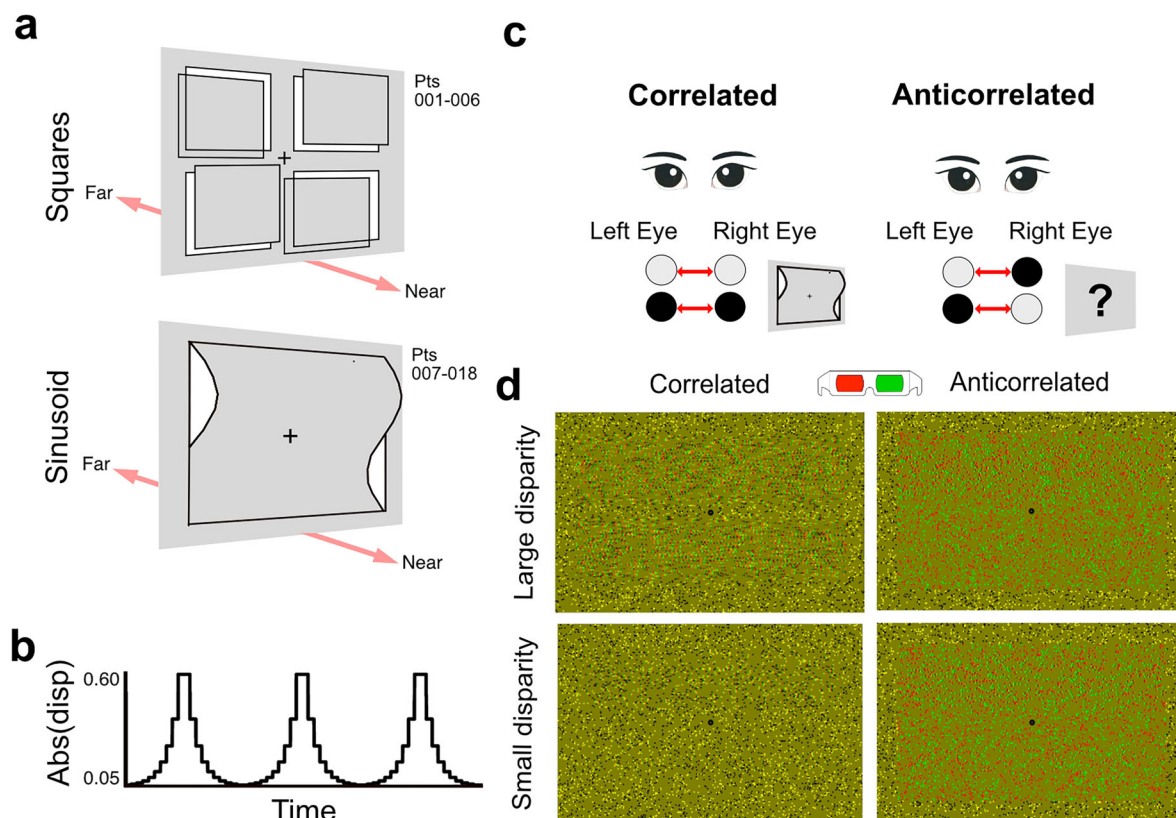 a
Squares
Pts
001-006
Far
+
Near
Sinusoid
Pts
007-018
Far
+
Near
b
Abs(disp)
0.60
0.05
Time
c
Correlated
Anticorrelated
Left Eye
Right Eye
Left Eye
Right Eye
+
?
d
Correlated
Anticorrelated
Large disparity
Small disparity